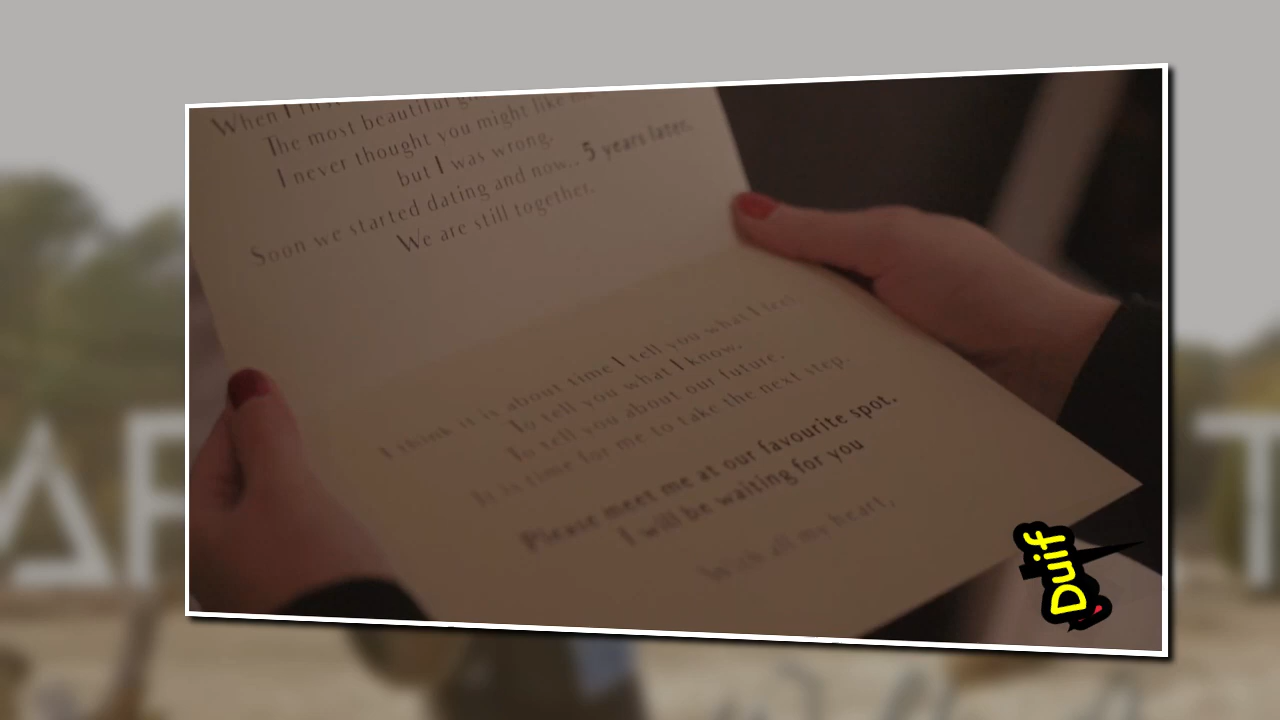 When I first
The most beautiful
I never thought you might like
but I was wrong.
Soon we started dating and now.. 5 years later.
We are still together.
I think it is about time I tell you what I feel.
To tell you what I know.
To tell you about our future.
It is time for me to take the next step.
Please meet me at our favourite spot.
I will be waiting for you
With all my heart,
Duif